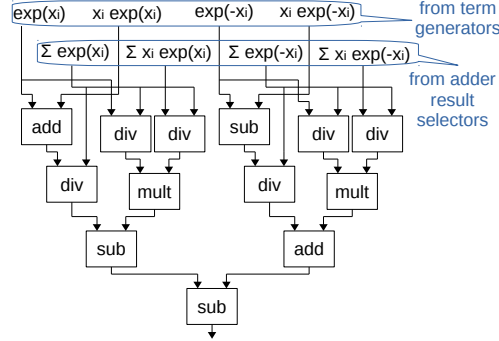 exp(xᵢ) xᵢ exp(xᵢ) exp(-xᵢ) xᵢ exp(-xᵢ) from term
generators
Σ exp(xᵢ) Σ xᵢ exp(xᵢ) Σ exp(-xᵢ) Σ xᵢ exp(-xᵢ)
from adder
result
selectors
add div div sub div div
div mult div mult
sub add
sub